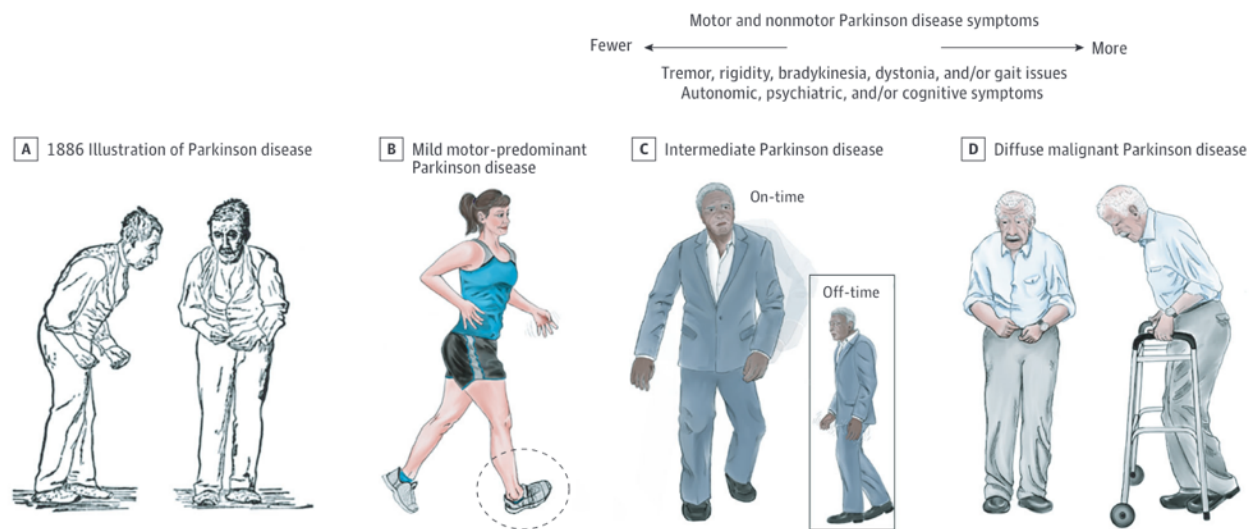 Motor and nonmotor Parkinson disease symptoms
Fewer
More
Tremor, rigidity, bradykinesia, dystonia, and/or gait issues
Autonomic, psychiatric, and/or cognitive symptoms
A 1886 Illustration of Parkinson disease
B Mild motor-predominant
Parkinson disease
C Intermediate Parkinson disease
On-time
Off-time
D Diffuse malignant Parkinson disease